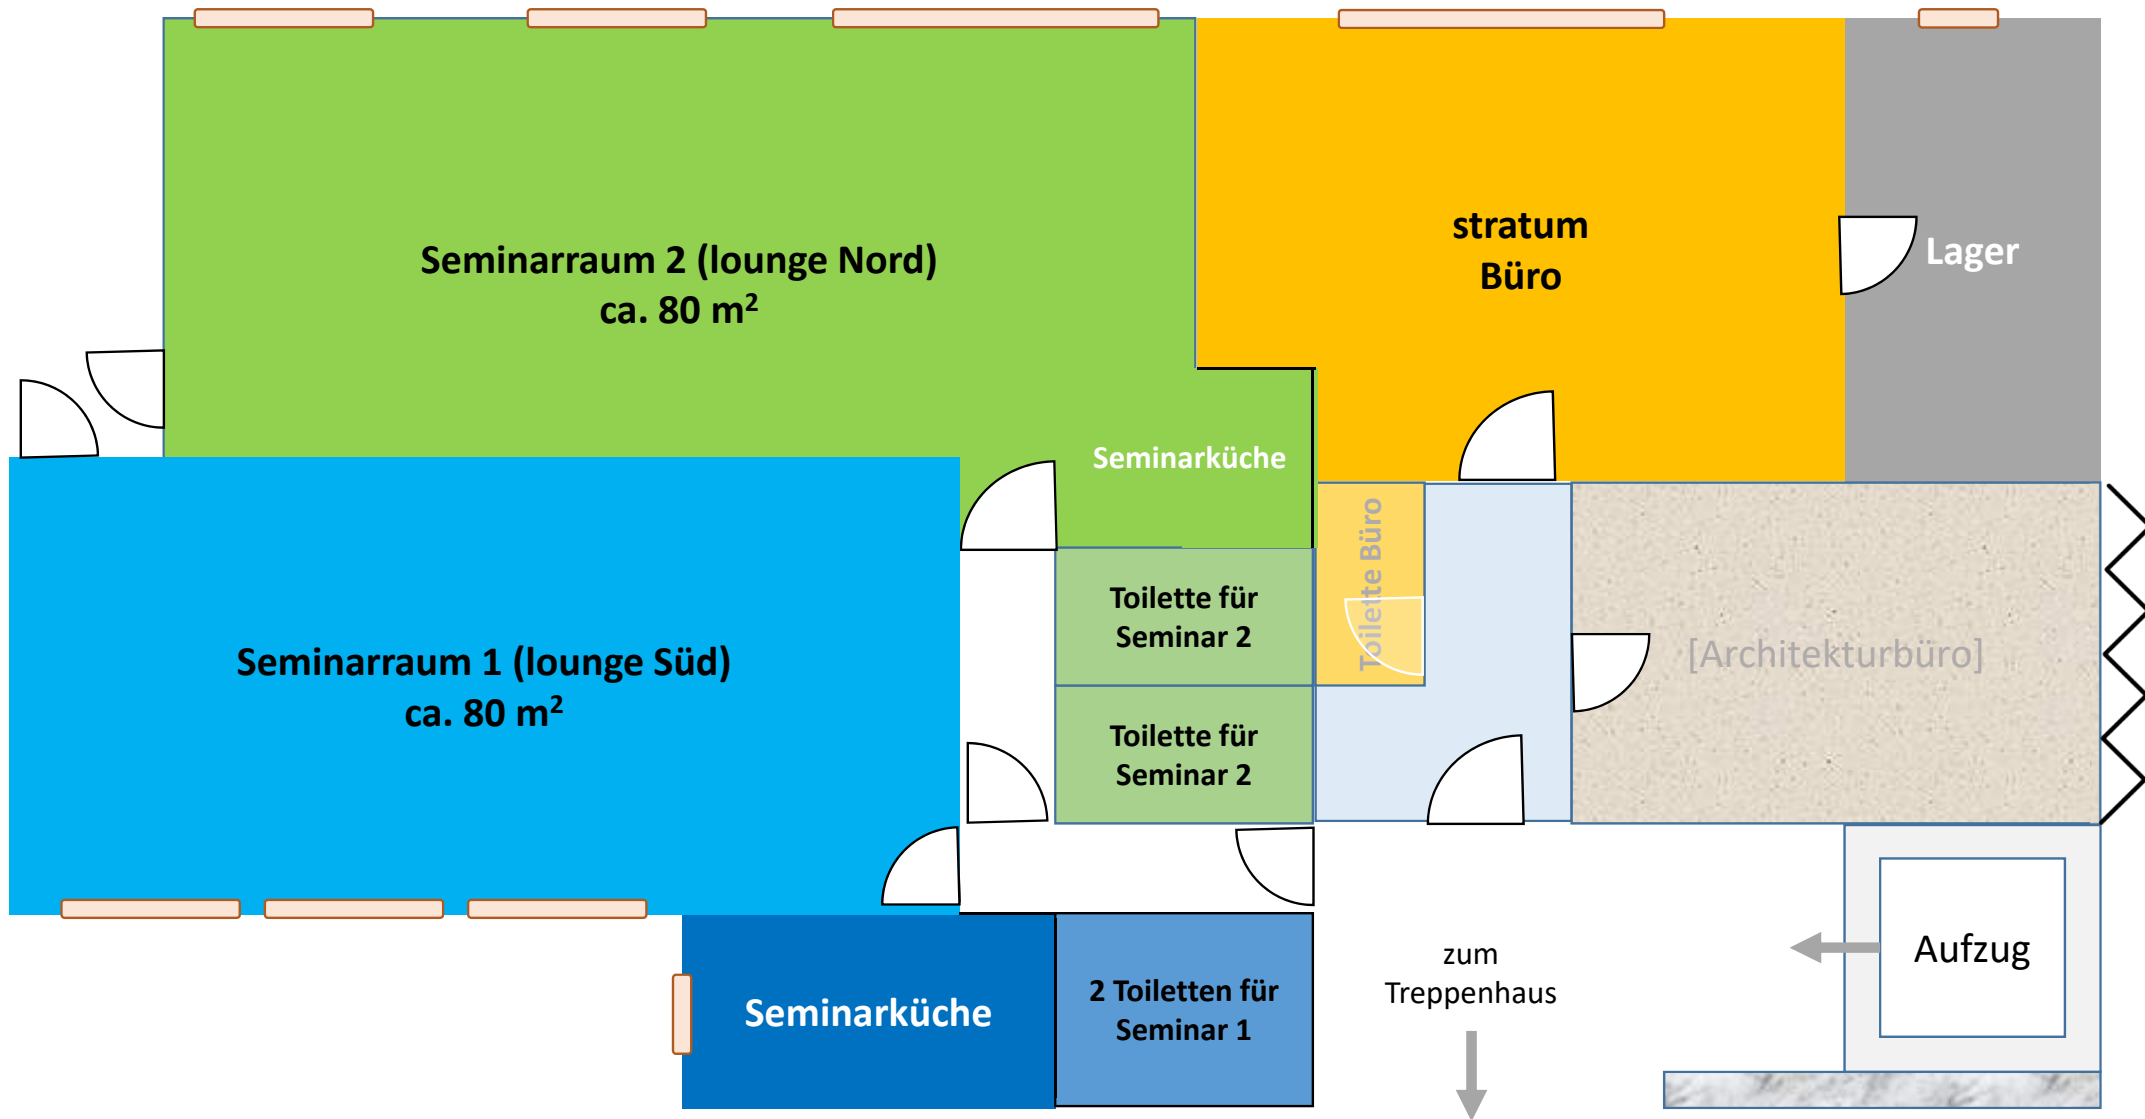 Seminarraum 2 (lounge Nord)
ca. 80 m²
stratum
Büro
Lager
Seminarküche
Toilette Büro
Toilette für
Seminar 2
[Architekturbüro]
Seminarraum 1 (lounge Süd)
ca. 80 m²
Toilette für
Seminar 2
Seminarküche
2 Toiletten für
Seminar 1
zum
Treppenhaus
Aufzug